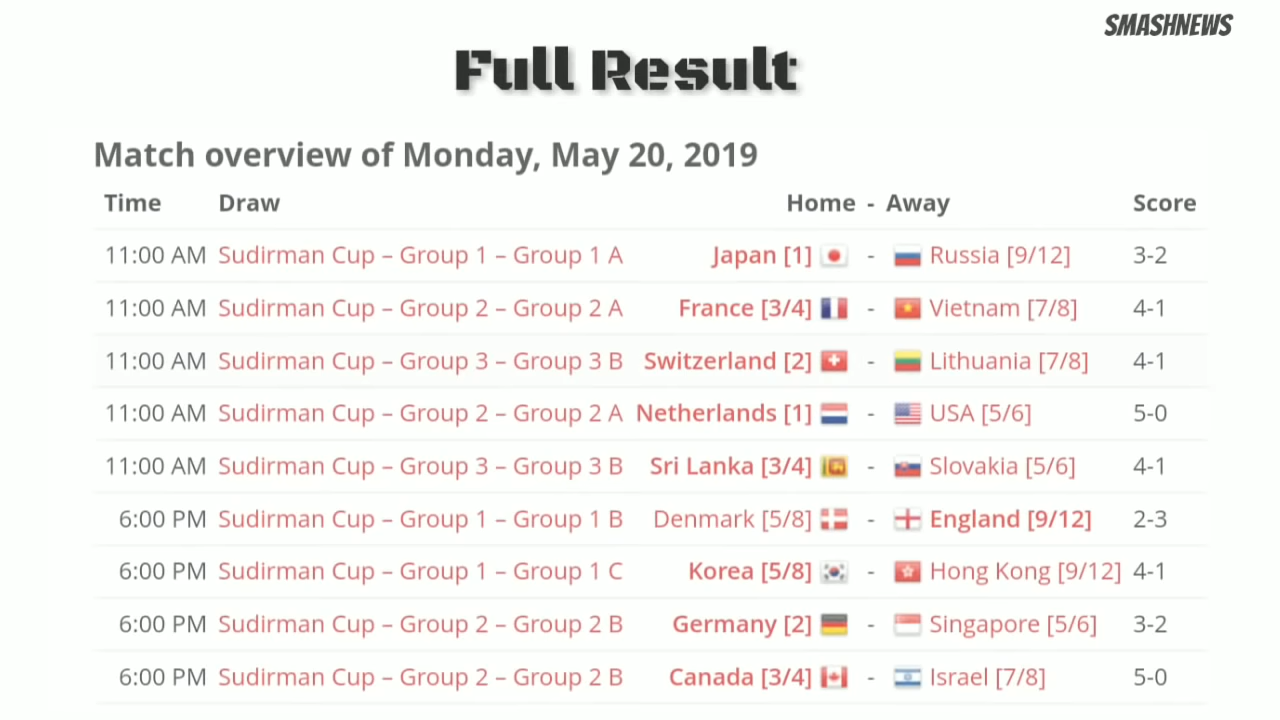 SMASHNEWS
Full Result
Match overview of Monday, May 20, 2019
Time Draw Home - Away Score
11:00 AM Sudirman Cup – Group 1 – Group 1 A Japan [1] - Russia [9/12] 3-2
11:00 AM Sudirman Cup – Group 2 – Group 2 A France [3/4] - Vietnam [7/8] 4-1
11:00 AM Sudirman Cup – Group 3 – Group 3 B Switzerland [2] - Lithuania [7/8] 4-1
11:00 AM Sudirman Cup – Group 2 – Group 2 A Netherlands [1] - USA [5/6] 5-0
11:00 AM Sudirman Cup – Group 3 – Group 3 B Sri Lanka [3/4] - Slovakia [5/6] 4-1
6:00 PM Sudirman Cup – Group 1 – Group 1 B Denmark [5/8] - England [9/12] 2-3
6:00 PM Sudirman Cup – Group 1 – Group 1 C Korea [5/8] - Hong Kong [9/12] 4-1
6:00 PM Sudirman Cup – Group 2 – Group 2 B Germany [2] - Singapore [5/6] 3-2
6:00 PM Sudirman Cup – Group 2 – Group 2 B Canada [3/4] - Israel [7/8] 5-0